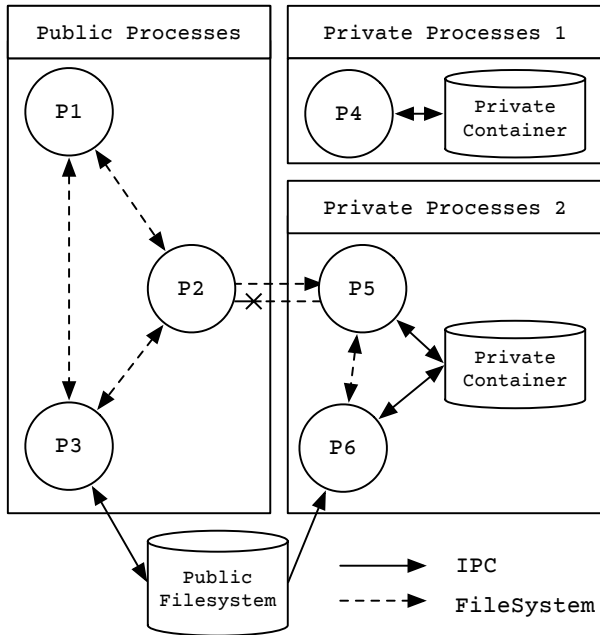 Public Processes
P1
P2
P3
Private Processes 1
P4
Private
Container
Private Processes 2
P5
Private
Container
P6
Public
Filesystem
IPC
FileSystem